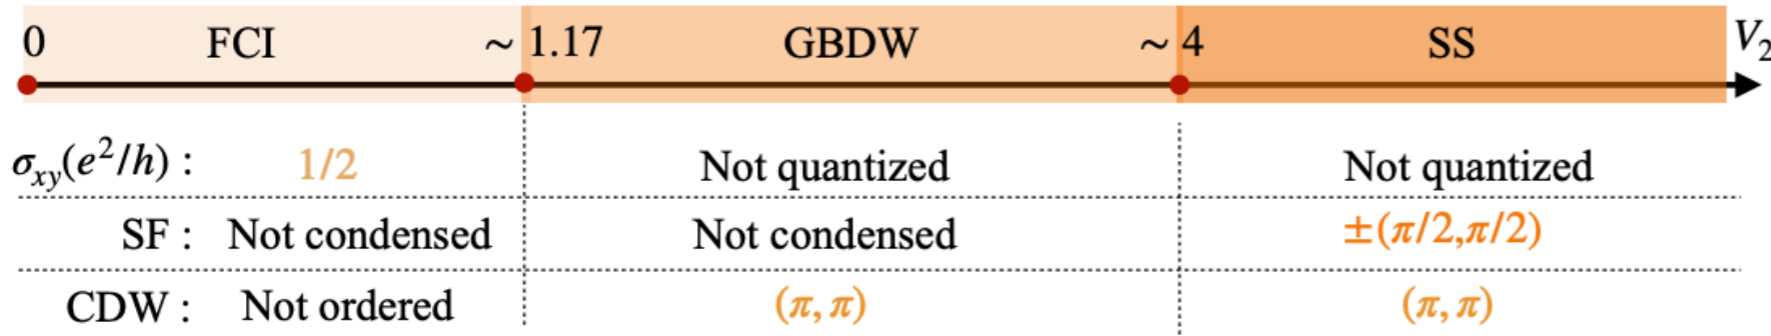 0 FCI ~ 1.17 GBDW ~ 4 SS V₂
σxy(e²/h) : 1/2 Not quantized Not quantized
SF : Not condensed Not condensed ±(π/2,π/2)
CDW : Not ordered (π, π) (π, π)